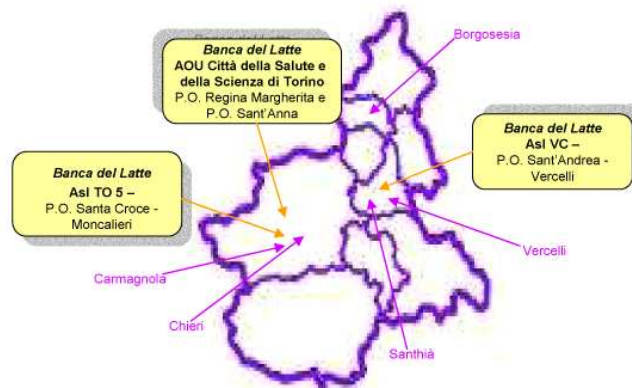 Borgosesia
Banca del Latte
AOU Città della Salute e
della Scienza di Torino
P.O. Regina Margherita e
P.O. Sant'Anna
Banca del Latte
Asl VC –
P.O. Sant'Andrea -
Vercelli
Banca del Latte
Asl TO 5 –
P.O. Santa Croce -
Moncalieri
Vercelli
Carmagnola
Chieri
Santhià